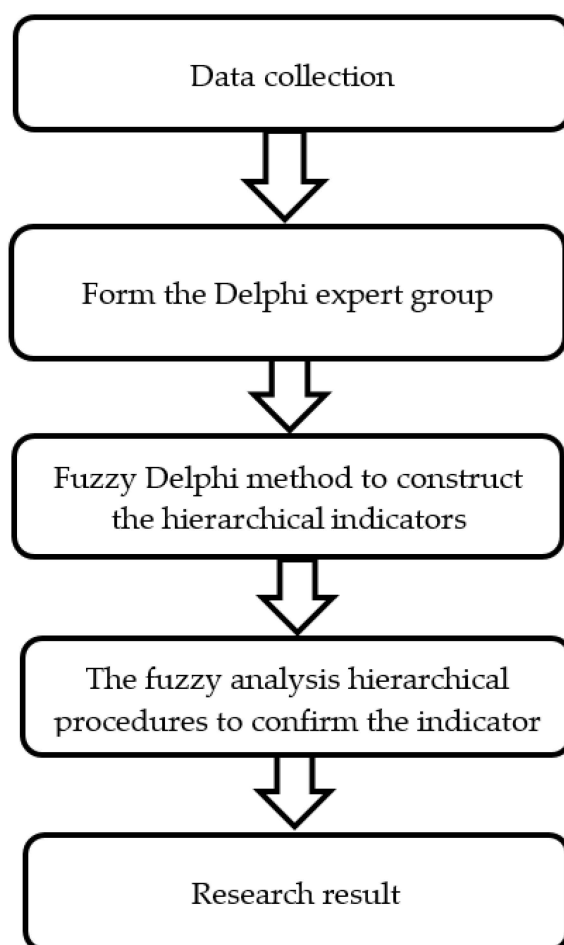 Data collection
Form the Delphi expert group
Fuzzy Delphi method to construct
the hierarchical indicators
The fuzzy analysis hierarchical
procedures to confirm the indicator
Research result